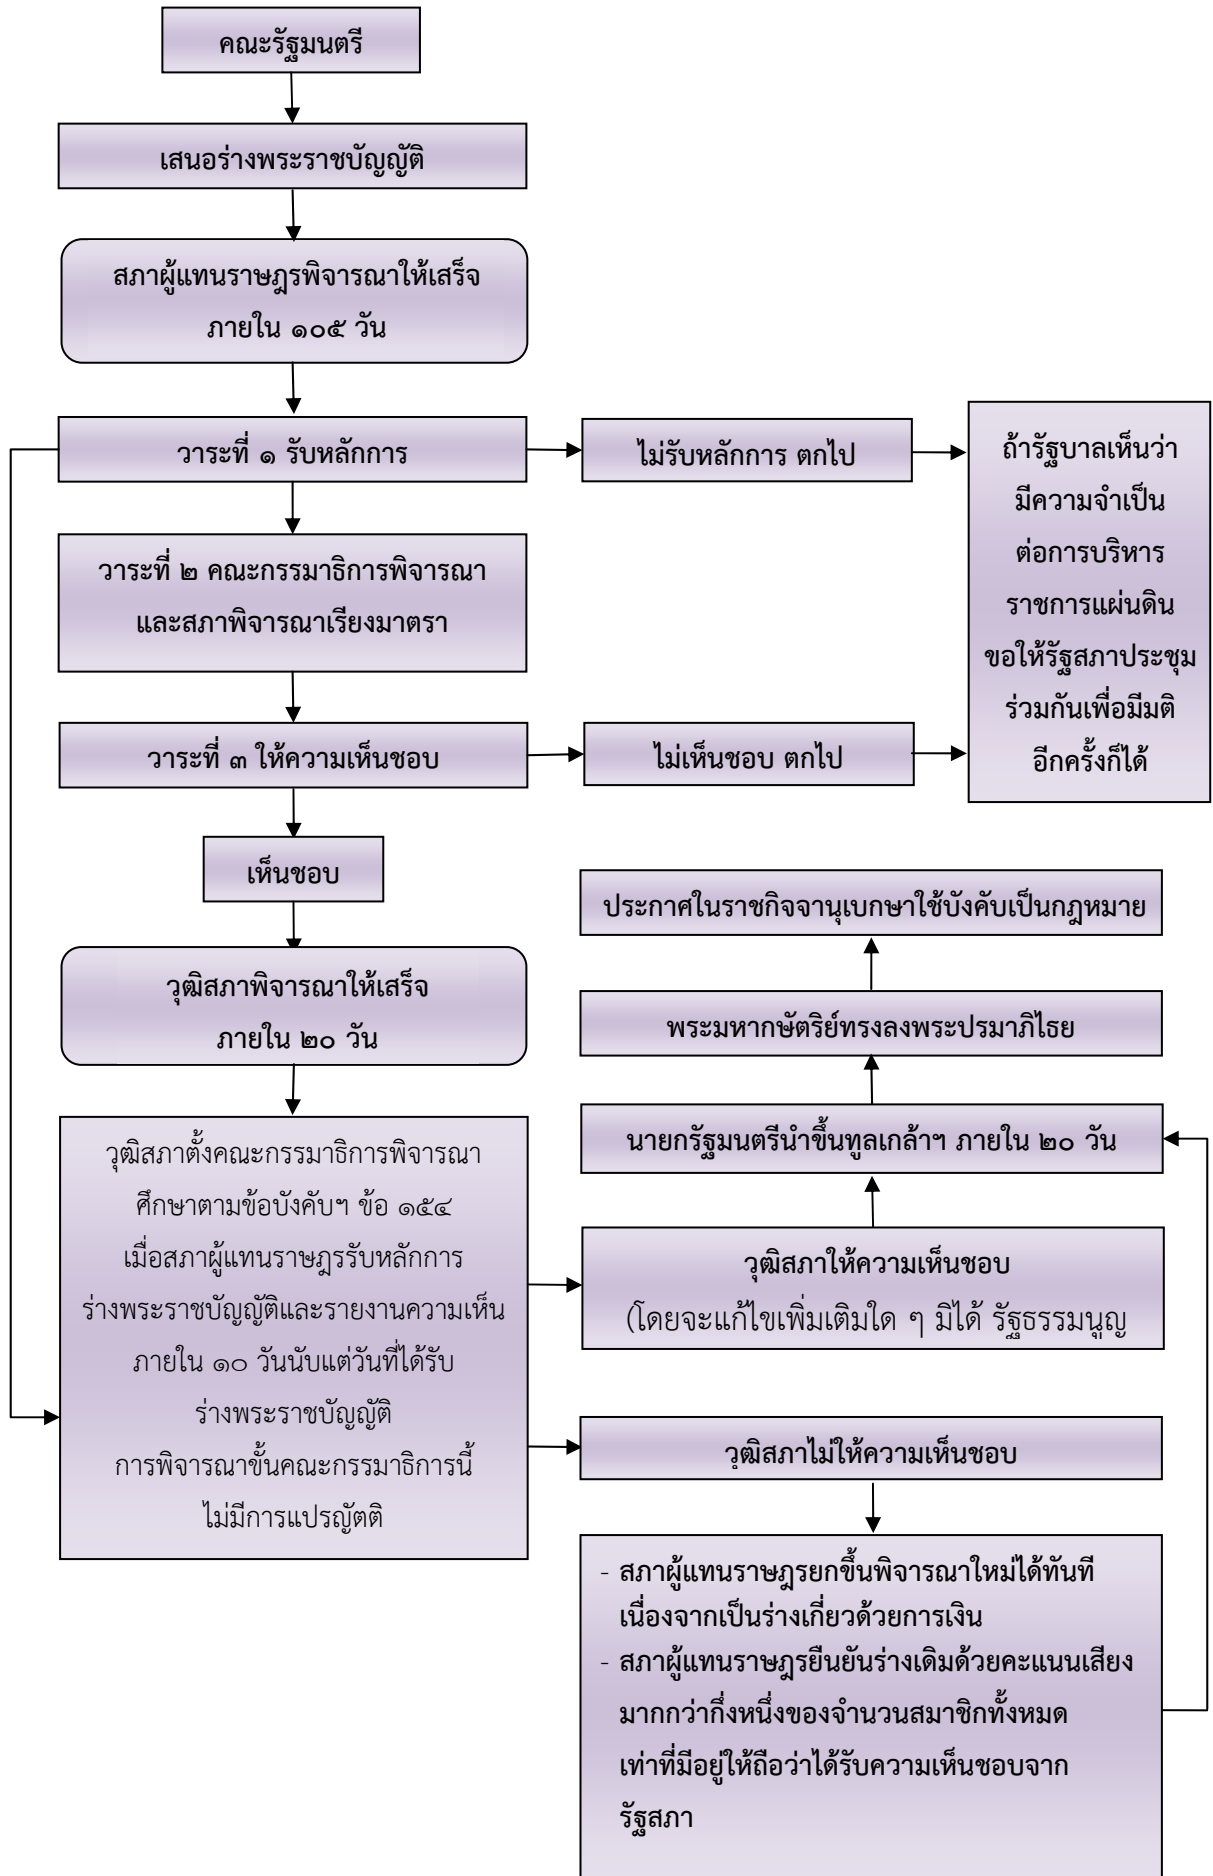 คณะรัฐมนตรี
เสนอร่างพระราชบัญญัติ
สภาผู้แทนราษฎรพิจารณาให้เสร็จ
ภายใน ๑๐๕ วัน
วาระที่ ๑ รับหลักการ
ไม่รับหลักการ ตกไป
ถ้ารัฐบาลเห็นว่า
มีความจำเป็น
ต่อการบริหาร
ราชการแผ่นดิน
ขอให้รัฐสภาประชุม
ร่วมกันเพื่อมีมติ
อีกครั้งก็ได้
วาระที่ ๒ คณะกรรมาธิการพิจารณา
และสภาพิจารณาเรียงมาตรา
วาระที่ ๓ ให้ความเห็นชอบ
ไม่เห็นชอบ ตกไป
เห็นชอบ
วุฒิสภาพิจารณาให้เสร็จ
ภายใน ๒๐ วัน
ประกาศในราชกิจจานุเบกษาใช้บังคับเป็นกฎหมาย
พระมหากษัตริย์ทรงลงพระปรมาภิไธย
นายกรัฐมนตรีนำขึ้นทูลเกล้าฯ ภายใน ๒๐ วัน
วุฒิสภาตั้งคณะกรรมาธิการพิจารณา
ศึกษาตามข้อบังคับฯ ข้อ ๑๕๔
เมื่อสภาผู้แทนราษฎรรับหลักการ
ร่างพระราชบัญญัติและรายงานความเห็น
ภายใน ๑๐ วันนับแต่วันที่ได้รับ
ร่างพระราชบัญญัติ
การพิจารณาขั้นคณะกรรมาธิการนี้
ไม่มีการแปรญัตติ
วุฒิสภาให้ความเห็นชอบ
(โดยจะแก้ไขเพิ่มเติมใด ๆ มิได้ รัฐธรรมนูญ
วุฒิสภาไม่ให้ความเห็นชอบ
- สภาผู้แทนราษฎรยกขึ้นพิจารณาใหม่ได้ทันที
เนื่องจากเป็นร่างเกี่ยวด้วยการเงิน
- สภาผู้แทนราษฎรยืนยันร่างเดิมด้วยคะแนนเสียง
มากกว่ากึ่งหนึ่งของจำนวนสมาชิกทั้งหมด
เท่าที่มีอยู่ให้ถือว่าได้รับความเห็นชอบจาก
รัฐสภา